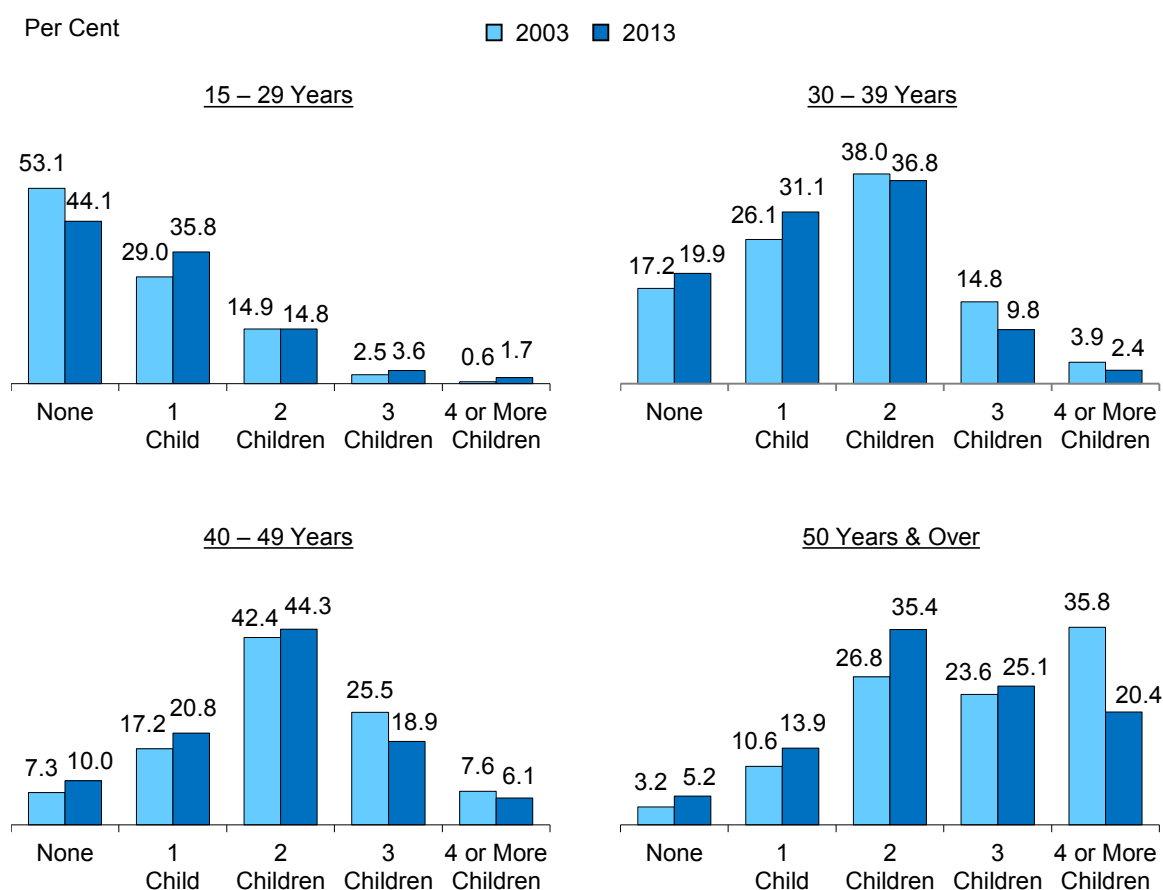 Per Cent
2003 2013
15 – 29 Years
53.1
44.1
29.0
35.8
14.9 14.8
2.5 3.6
0.6 1.7
None 1 2 3 4 or More
Child Children Children Children
30 – 39 Years
38.0 36.8
31.1
26.1
17.2 19.9
14.8
9.8
3.9 2.4
None 1 2 3 4 or More
Child Children Children Children
40 – 49 Years
42.4 44.3
25.5
17.2 20.8
18.9
7.3 10.0
7.6 6.1
None 1 2 3 4 or More
Child Children Children Children
50 Years & Over
35.4
35.8
26.8
23.6 25.1
20.4
10.6 13.9
3.2 5.2
None 1 2 3 4 or More
Child Children Children Children